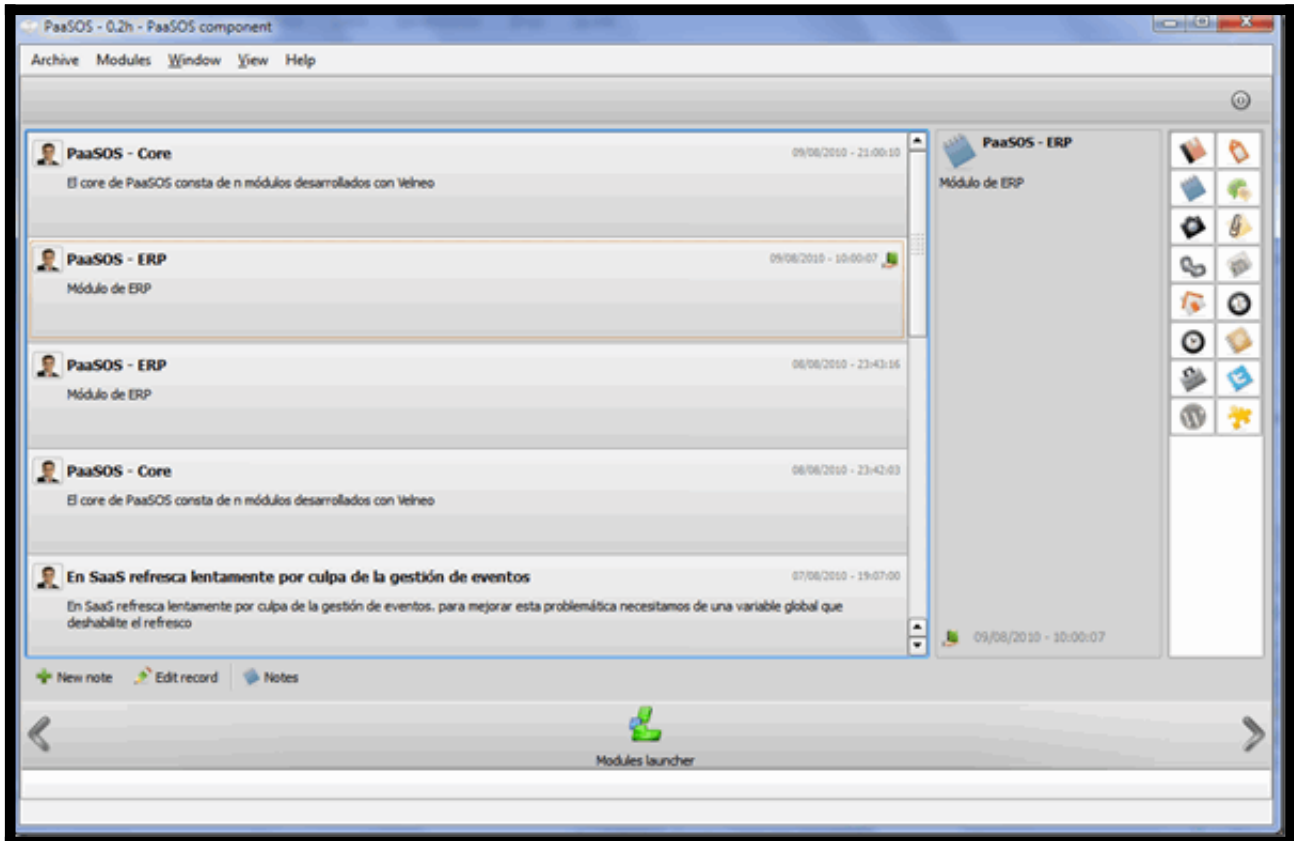 PaaSOS - 0.2h - PaaSOS component
Archive Modules Window View Help
PaaSOS - Core 09/08/2010 - 21:00:10
El core de PaaSOS consta de n módulos desarrollados con Velneo
PaaSOS - ERP 09/08/2010 - 10:00:07
Módulo de ERP
PaaSOS - ERP 08/08/2010 - 23:43:16
Módulo de ERP
PaaSOS - Core 08/08/2010 - 23:42:03
El core de PaaSOS consta de n módulos desarrollados con Velneo
En SaaS refresca lentamente por culpa de la gestión de eventos 07/08/2010 - 19:07:00
En SaaS refresca lentamente por culpa de la gestión de eventos. para mejorar esta problemática necesitamos de una variable global que
deshabilite el refresco
PaaSOS - ERP
Módulo de ERP
09/08/2010 - 10:00:07
New note Edit record Notes
Modules launcher